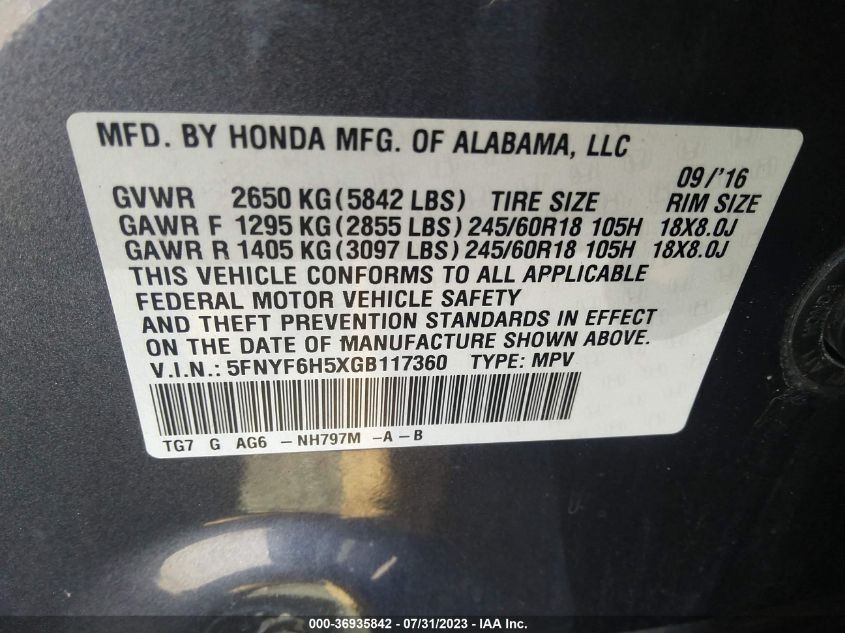 MFD. BY HONDA MFG. OF ALABAMA, LLC
09/'16
GVWR 2650 KG(5842 LBS) TIRE SIZE RIM SIZE
GAWR F 1295 KG(2855 LBS) 245/60R18 105H 18X8.0J
GAWR R 1405 KG(3097 LBS) 245/60R18 105H 18X8.0J
THIS VEHICLE CONFORMS TO ALL APPLICABLE
FEDERAL MOTOR VEHICLE SAFETY
AND THEFT PREVENTION STANDARDS IN EFFECT
ON THE DATE OF MANUFACTURE SHOWN ABOVE.
V.I.N.: 5FNYF6H5XGB117360 TYPE: MPV
TG7 G AG6 -NH797M -A-B
000-36935842 - 07/31/2023 - IAA Inc.